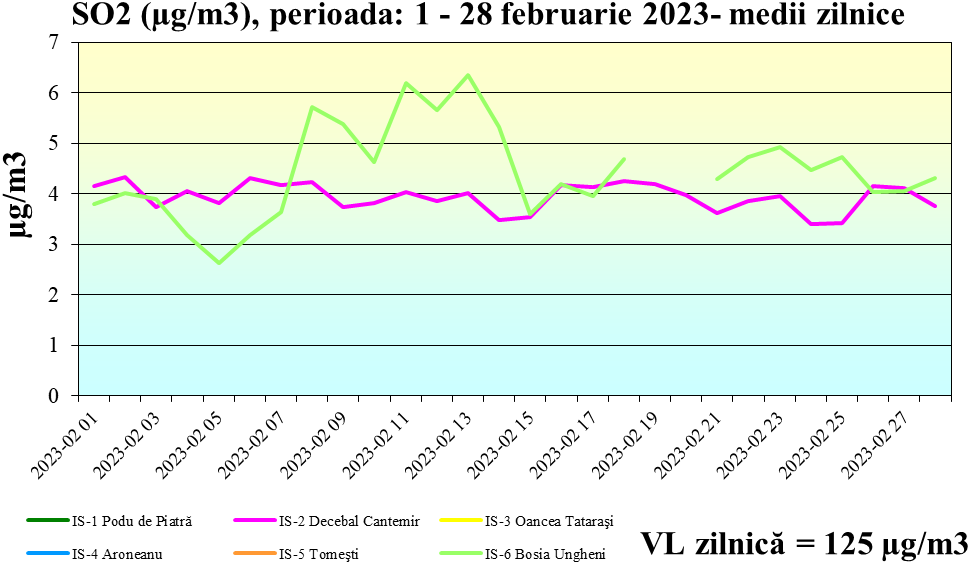 SO2 (µg/m3), perioada: 1 - 28 februarie 2023- medii zilnice
µg/m3
7
6
5
4
3
2
1
0
2023-02 01
2023-02 03
2023-02 05
2023-02 07
2023-02 09
2023-02 11
2023-02 13
2023-02 15
2023-02 17
2023-02 19
2023-02 21
2023-02 23
2023-02 25
2023-02 27
IS-1 Podu de Piatră
IS-2 Decebal Cantemir
IS-3 Oancea Tatarași
IS-4 Aroneanu
IS-5 Tomești
IS-6 Bosia Ungheni
VL zilnică = 125 µg/m3